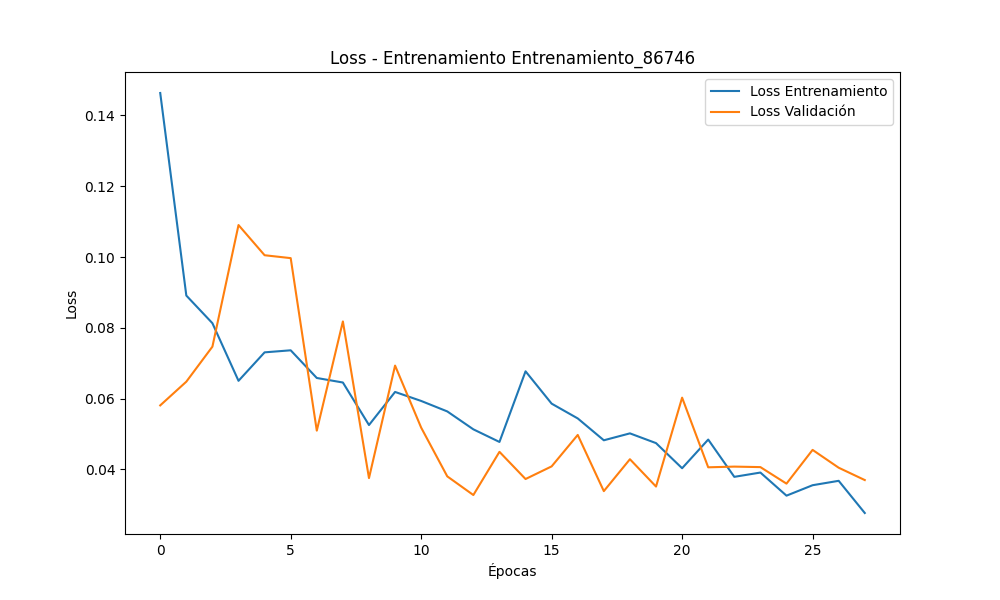 Loss - Entrenamiento Entrenamiento_86746
Loss Entrenamiento
Loss Validación
0.14
0.12
0.10
0.08
0.06
0.04
Loss
0
5
10
15
20
25
Épocas